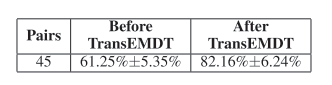 Pairs Before TransEMDT After TransEMDT
45 61.25%±5.35% 82.16%±6.24%